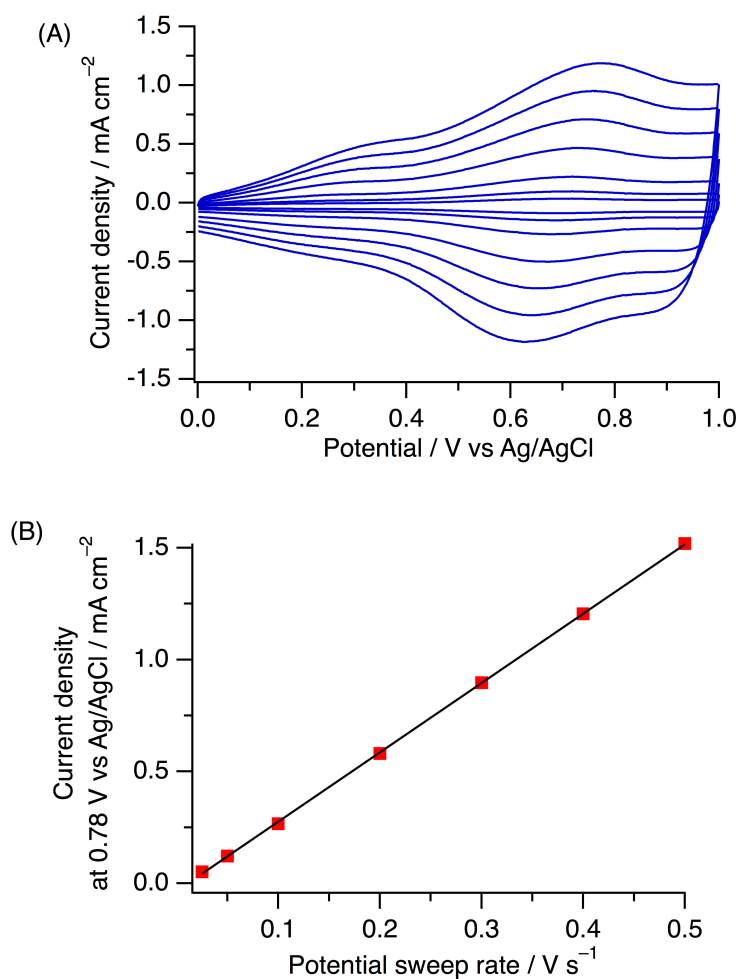 (A)
Current density / mA cm⁻²
1.5
1.0
0.5
0.0
-0.5
-1.0
-1.5
0.0 0.2 0.4 0.6 0.8 1.0
Potential / V vs Ag/AgCl
(B)
Current density
at 0.78 V vs Ag/AgCl / mA cm⁻²
1.5
1.0
0.5
0.0
0.1 0.2 0.3 0.4 0.5
Potential sweep rate / V s⁻¹